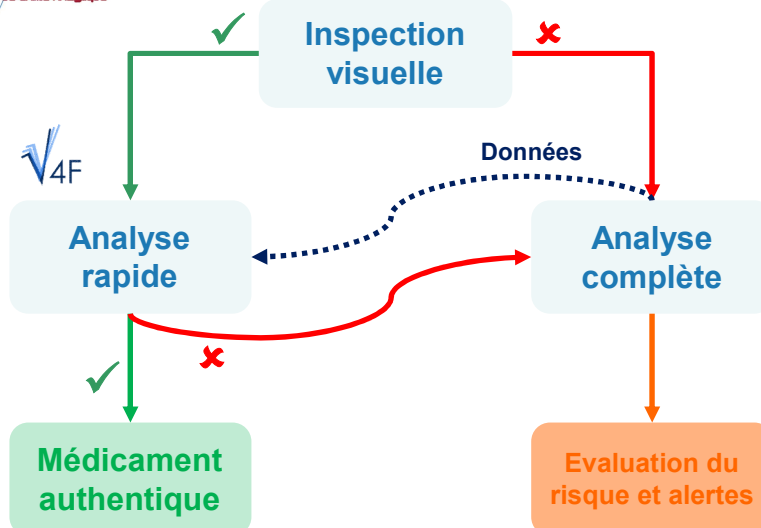 Inspection
visuelle
Données
4F
Analyse
rapide
Analyse
complète
Médicament
authentique
Evaluation du
risque et alertes